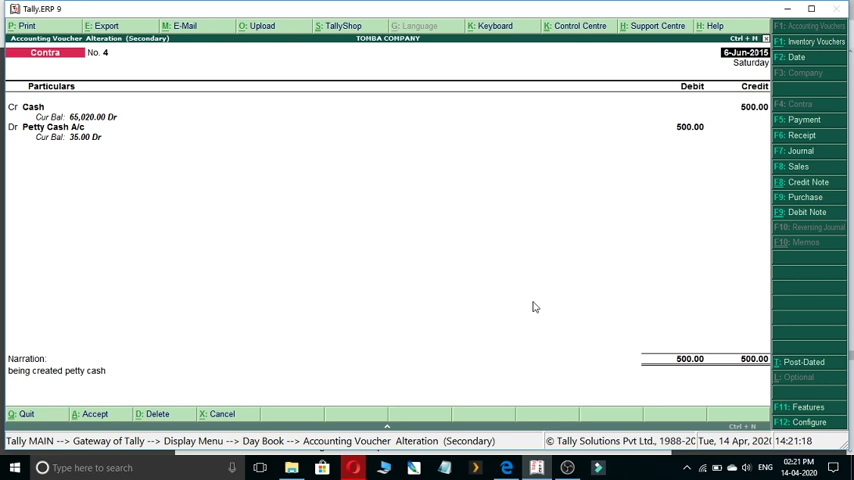 Tally.ERP 9
P: Print E: Export M: E-Mail O: Upload S: TallyShop G: Language K: Keyboard K: Control Centre H: Support Centre H: Help
Accounting Voucher Alteration (Secondary) TOMBA COMPANY Ctrl + M
Contra No. 4 6-Jun-2015
Saturday
Particulars Debit Credit
Cr Cash 500.00
Cur Bal: 65,020.00 Dr
Dr Petty Cash A/c 500.00
Cur Bal: 35.00 Dr
Narration: 500.00 500.00
being created petty cash
F1: Accounting Vouchers
F1: Inventory Vouchers
F2: Date
F3: Company
F4: Contra
F5: Payment
F6: Receipt
F7: Journal
F8: Sales
F8: Credit Note
F9: Purchase
F9: Debit Note
F10: Reversing Journal
F10: Memos
T: Post-Dated
L: Optional
F11: Features
F12: Configure
Q: Quit A: Accept D: Delete X: Cancel
Ctrl + N
Tally MAIN --> Gateway of Tally --> Display Menu --> Day Book --> Accounting Voucher Alteration (Secondary) © Tally Solutions Pvt Ltd., 1988-20 Tue, 14 Apr, 2020 14:21:18
Type here to search ENG 02:21 PM
14-04-2020